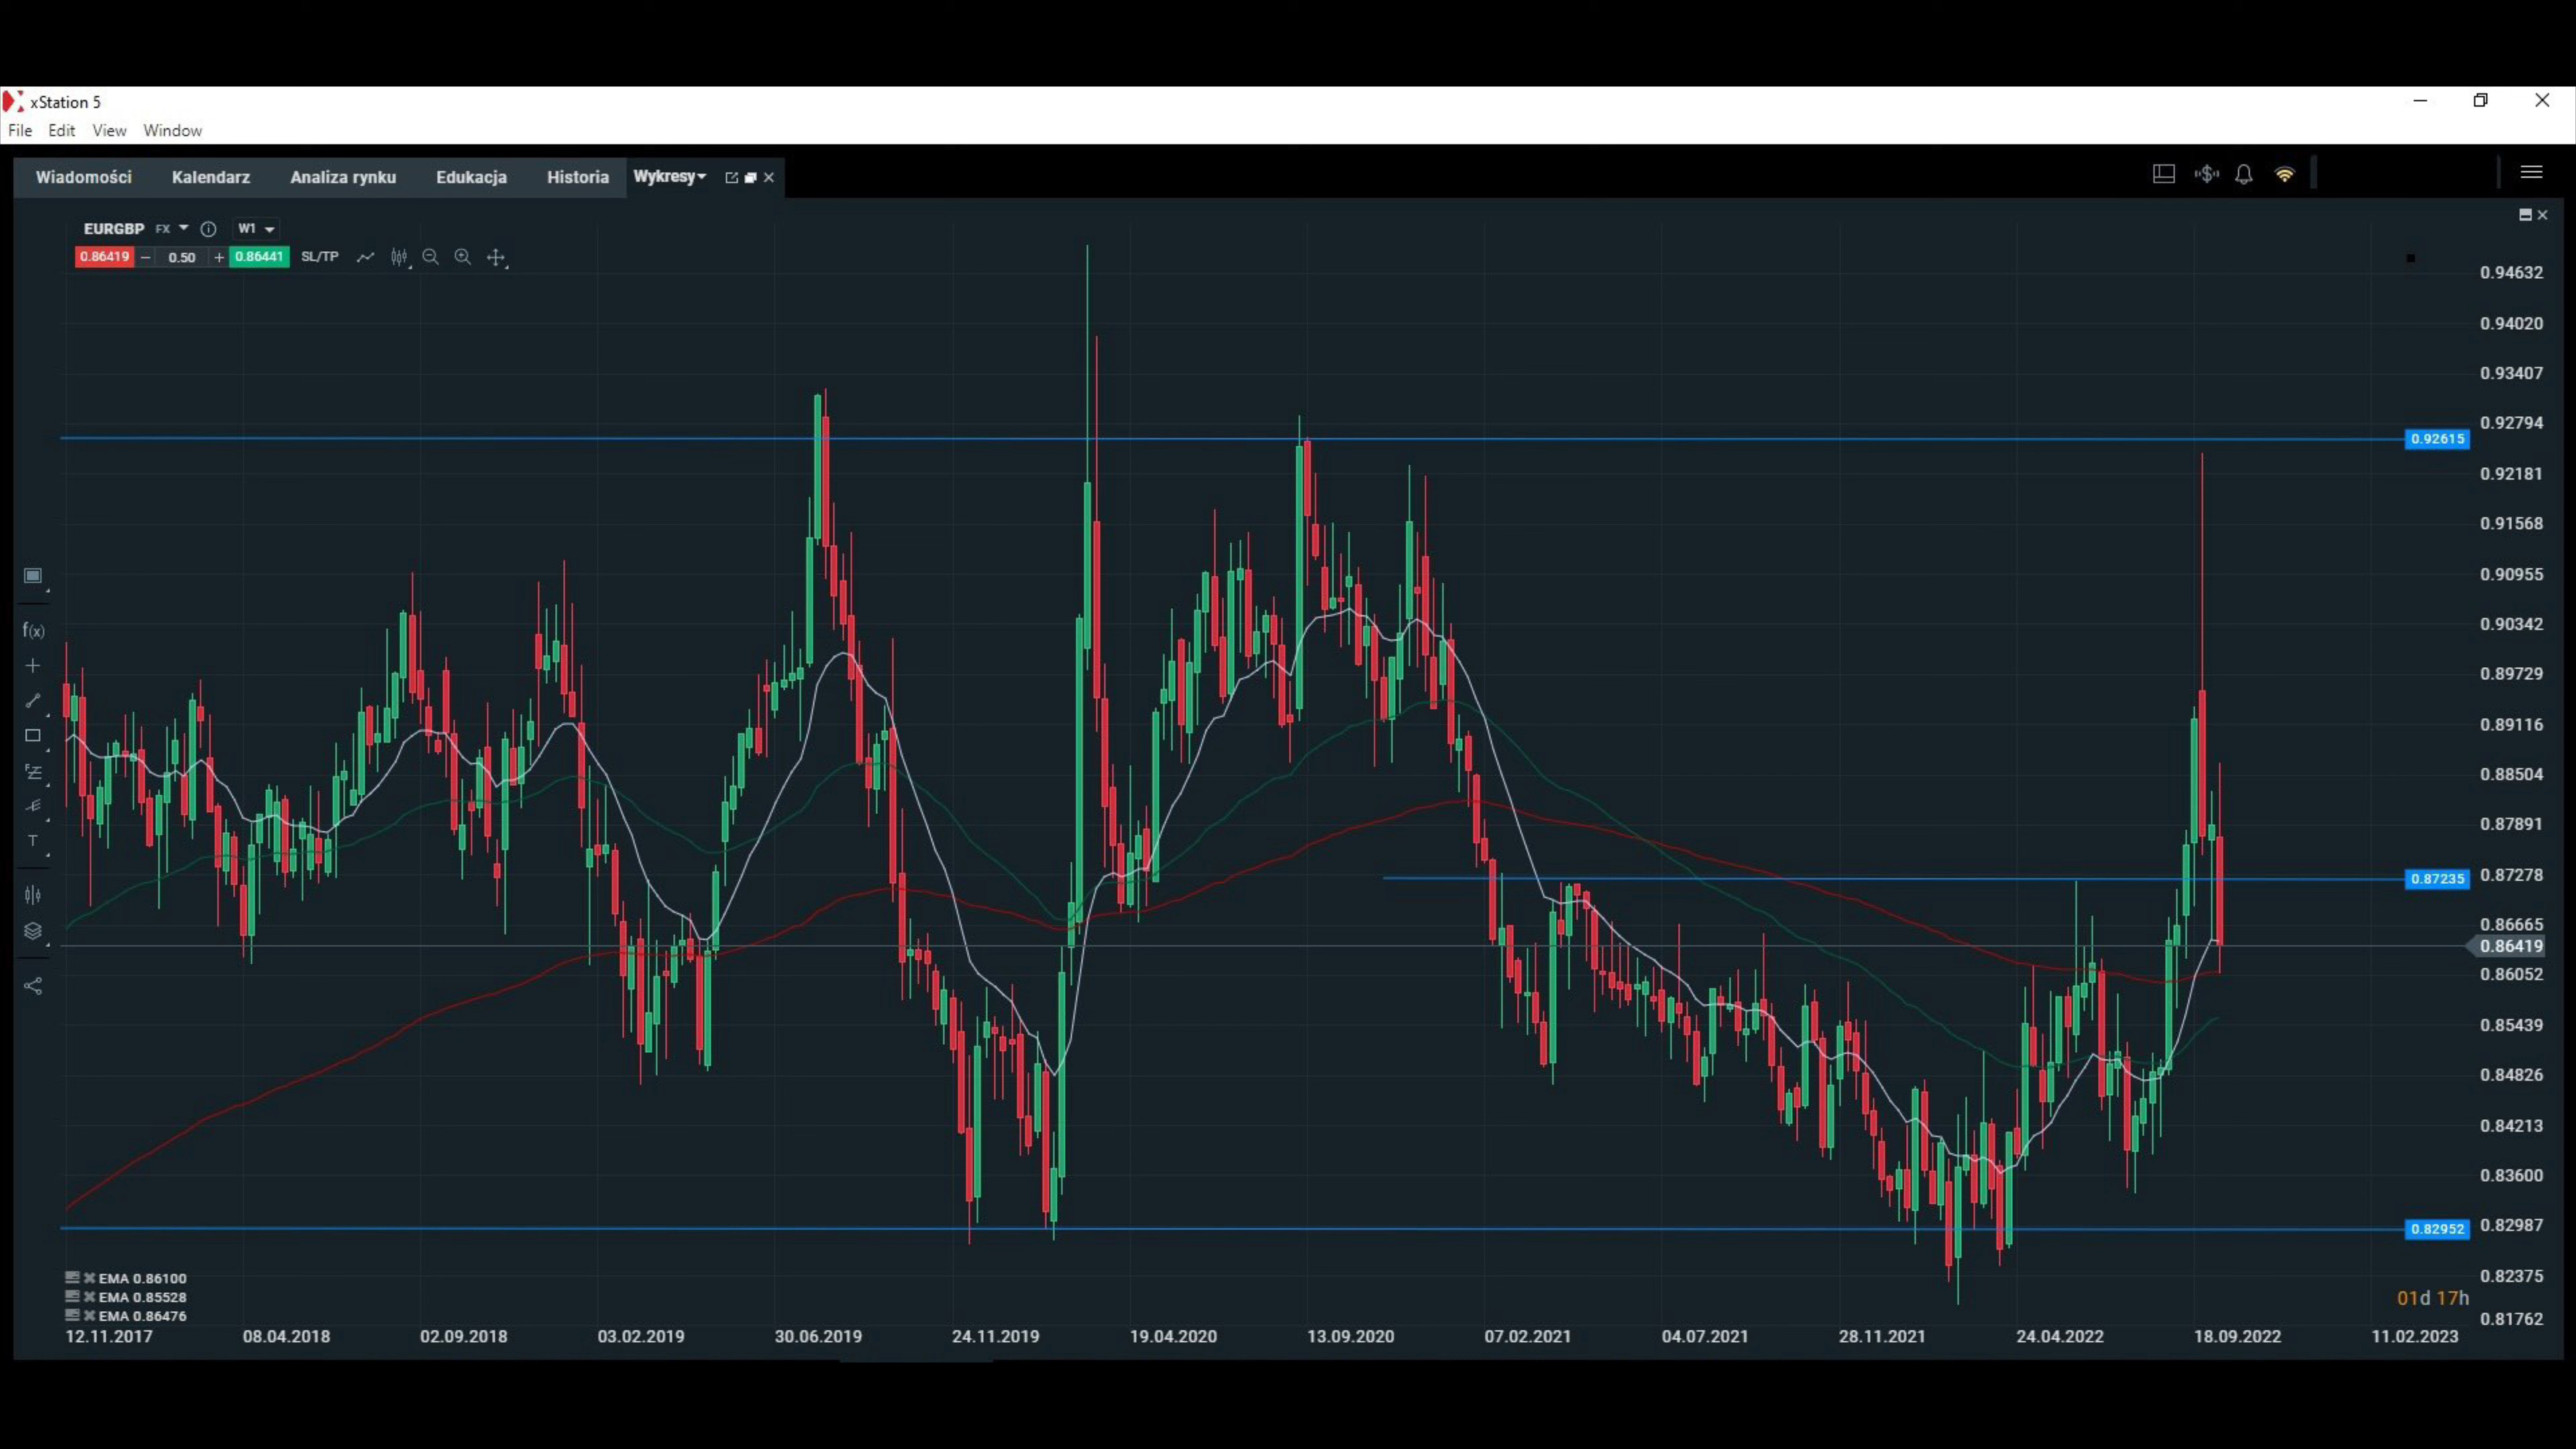 xStation 5
File Edit View Window
Wiadomości Kalendarz Analiza rynku Edukacja Historia Wykresy
EURGBP FX W1
0.86419 0.50 0.86441 SL/TP
0.94632
0.94020
0.93407
0.92794
0.92615
0.92181
0.91568
0.90955
0.90342
0.89729
0.89116
0.88504
0.87891
0.87278
0.87235
0.86665
0.86419
0.86052
0.85439
0.84826
0.84213
0.83600
0.82987
0.82952
0.82375
0.81762
f(x)
T
EMA 0.86100
EMA 0.85528
EMA 0.86476
01d 17h
12.11.2017 08.04.2018 02.09.2018 03.02.2019 30.06.2019 24.11.2019 19.04.2020 13.09.2020 07.02.2021 04.07.2021 28.11.2021 24.04.2022 18.09.2022 11.02.2023